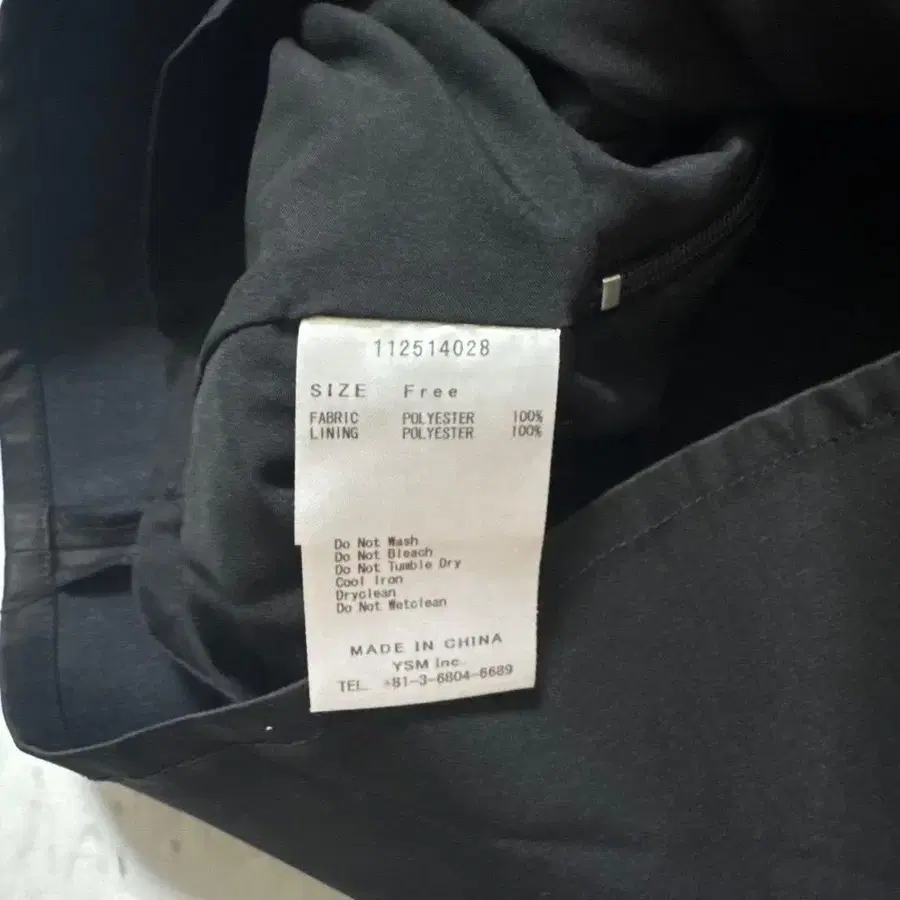 112514028
SIZE Free
FABRIC POLYESTER 100%
LINING POLYESTER 100%
Do Not Wash
Do Not Bleach
Do Not Tumble Dry
Cool Iron
Dryclean
Do Not Wetclean
MADE IN CHINA
YSM Inc.
TEL. +81-3-6804-6689